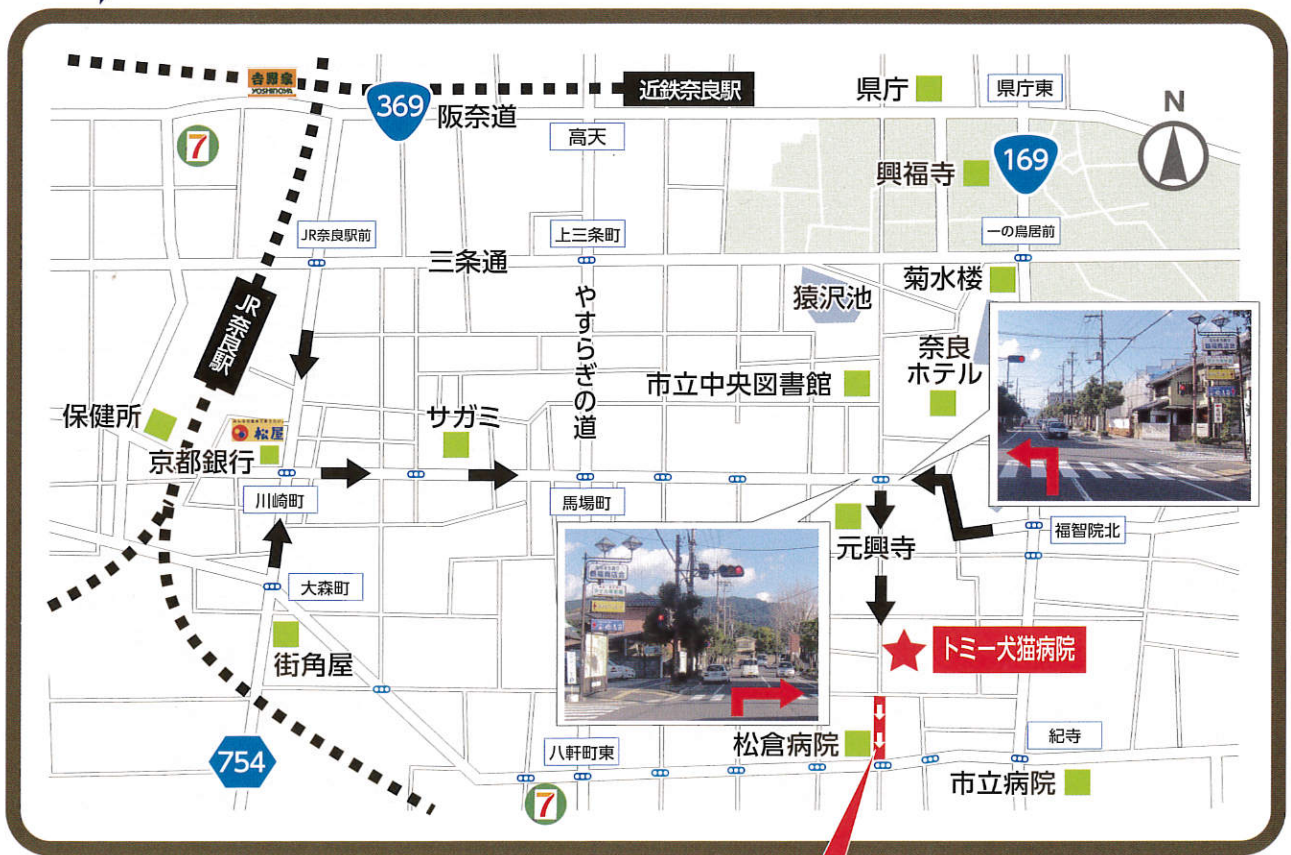 吉野家
YOSHINOYA
369
阪奈道
近鉄奈良駅
県庁
県庁東
N
7
高天
興福寺
169
JR奈良駅前
上三条町
一の鳥居前
三条通
猿沢池
菊水楼
JR奈良駅
やすらぎの道
奈良
ホテル
市立中央図書館
保健所
サガミ
松屋
京都銀行
川崎町
馬場町
福智院北
元興寺
大森町
トミー犬猫病院
街角屋
754
八軒町東
松倉病院
紀寺
市立病院
7